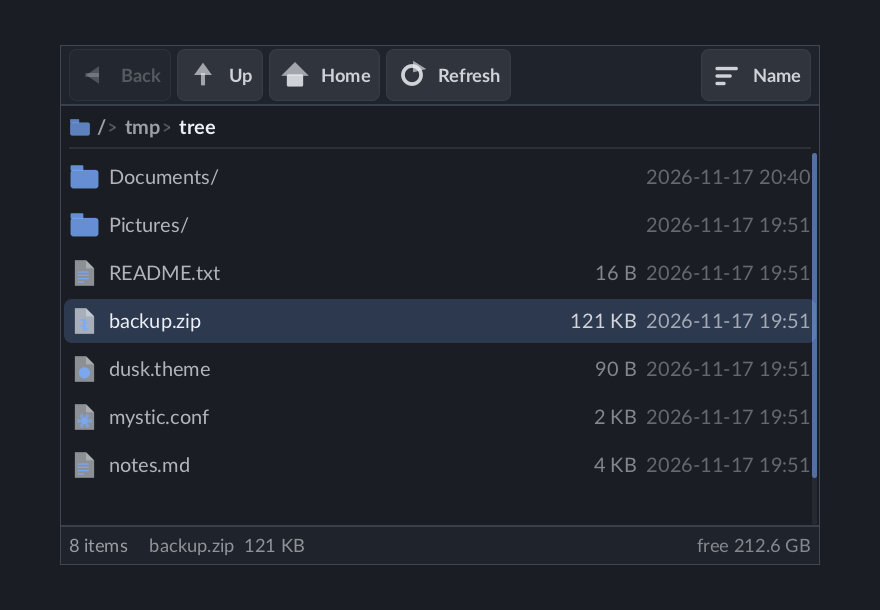 Back Up Home Refresh Name
/> tmp> tree
Documents/ 2026-11-17 20:40
Pictures/ 2026-11-17 19:51
README.txt 16 B 2026-11-17 19:51
backup.zip 121 KB 2026-11-17 19:51
dusk.theme 90 B 2026-11-17 19:51
mystic.conf 2 KB 2026-11-17 19:51
notes.md 4 KB 2026-11-17 19:51
8 items backup.zip 121 KB free 212.6 GB